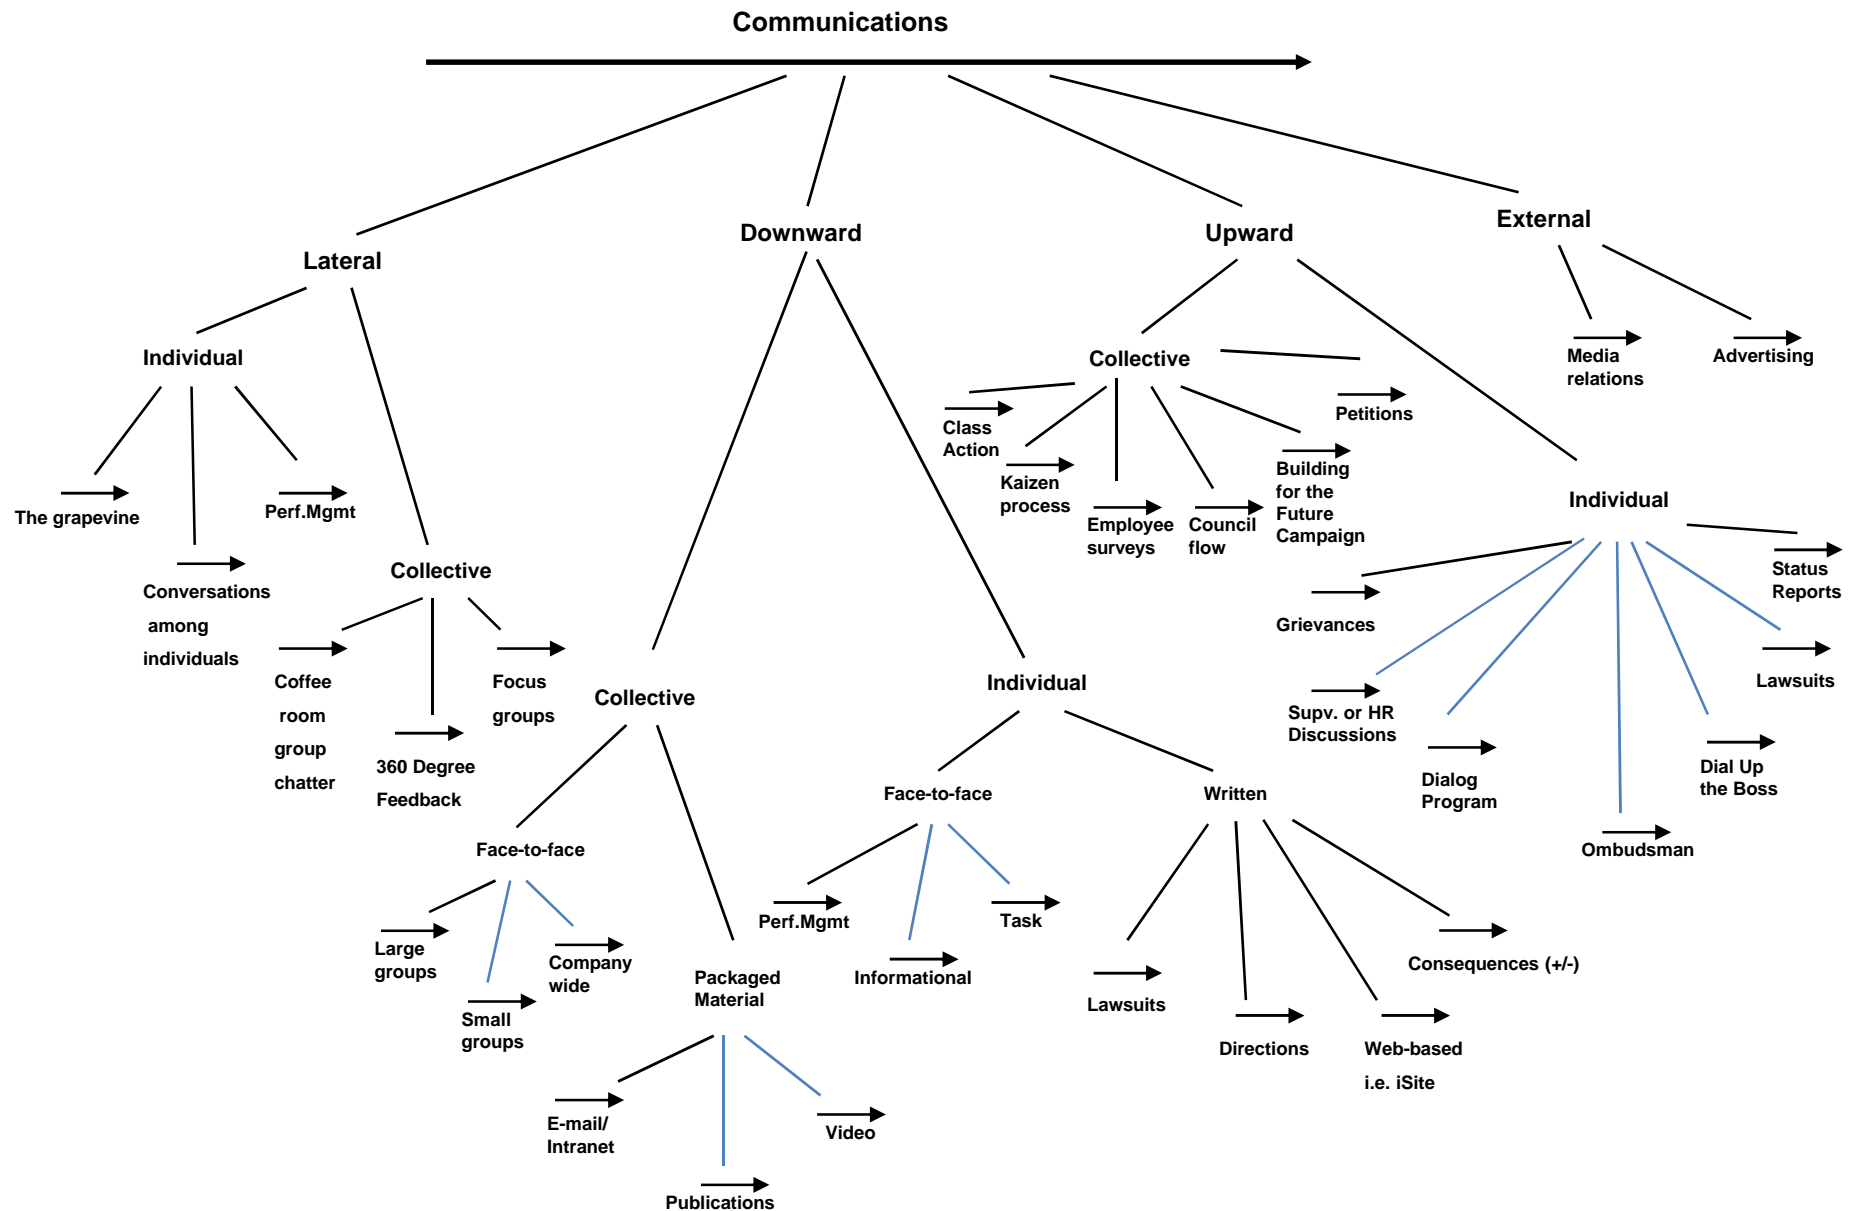 Communications
Lateral
Downward
Upward
External
Individual
The grapevine
Conversations
among
individuals
Perf.Mgmt
Collective
Coffee
room
group
chatter
360 Degree
Feedback
Focus
groups
Collective
Face-to-face
Large
groups
Small
groups
Company
wide
Packaged
Material
E-mail/
Intranet
Publications
Video
Individual
Face-to-face
Perf.Mgmt
Informational
Task
Written
Lawsuits
Directions
Web-based
i.e. iSite
Consequences (+/-)
Collective
Class
Action
Kaizen
process
Employee
surveys
Council
flow
Building
for the
Future
Campaign
Petitions
Individual
Grievances
Supv. or HR
Discussions
Dialog
Program
Ombudsman
Dial Up
the Boss
Lawsuits
Status
Reports
Media
relations
Advertising